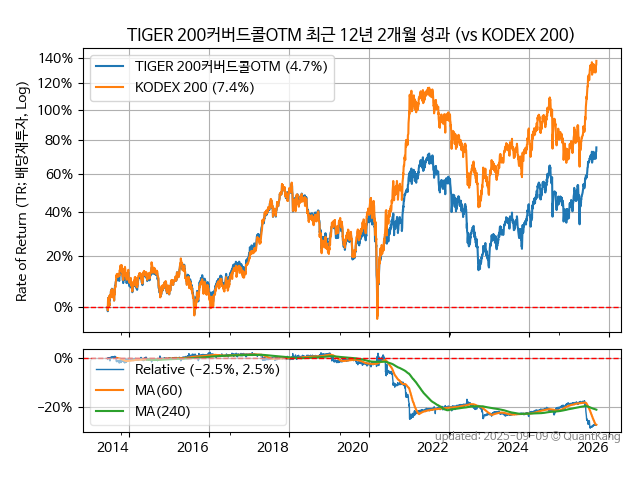 TIGER 200커버드콜OTM 최근 12년 2개월 성과 (vs KODEX 200)
Rate of Return (TR: 배당재투자, Log)
140%
120%
100%
80%
60%
40%
20%
0%
TIGER 200커버드콜OTM (4.7%)
KODEX 200 (7.4%)
0%
−20%
Relative (−2.5%, 2.5%)
MA(60)
MA(240)
2014 2016 2018 2020 2022 2024 2026
updated: 2025-09-09 © QuantKang